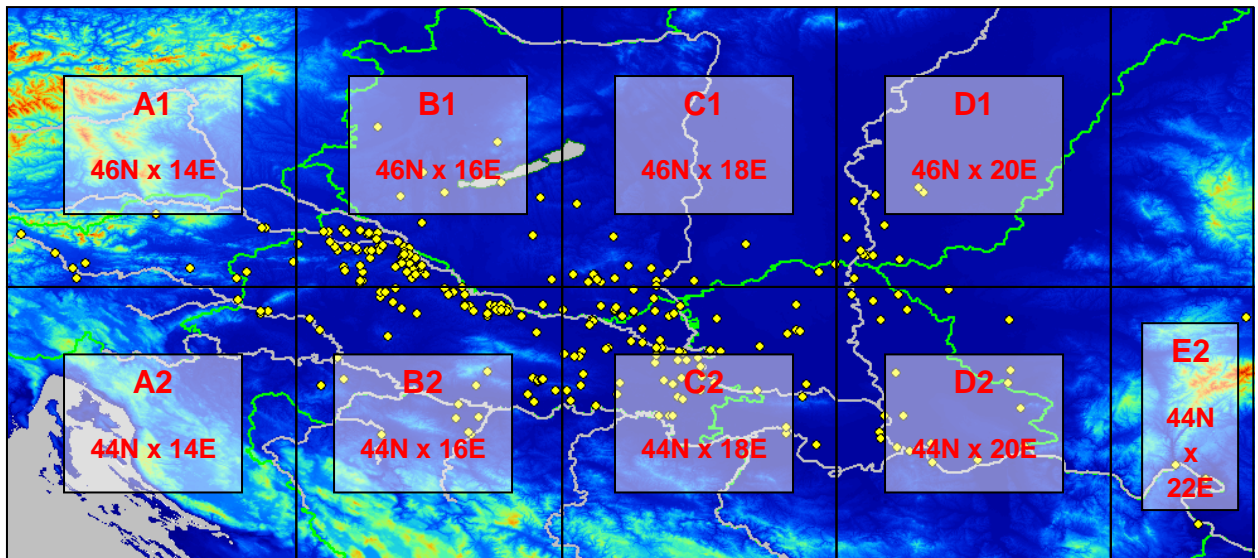 A1
46N x 14E
B1
46N x 16E
C1
46N x 18E
D1
46N x 20E
A2
44N x 14E
B2
44N x 16E
C2
44N x 18E
D2
44N x 20E
E2
44N
x
22E